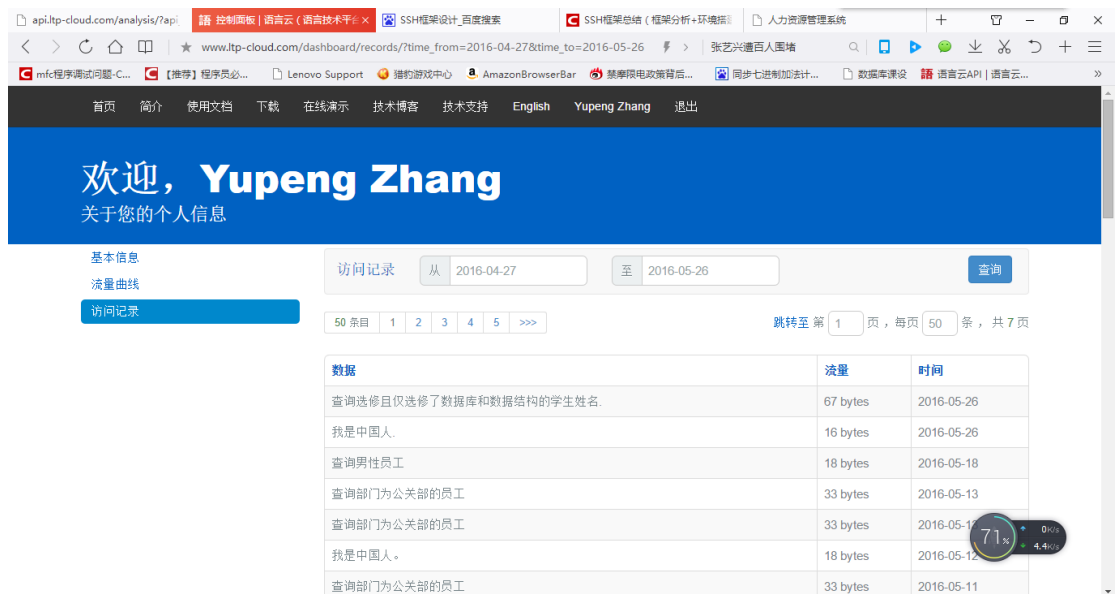 api.ltp-cloud.com/analysis/?api 語 控制面板 | 语言云 ( 语言技术平台 × SSH框架设计_百度搜索 SSH框架总结 ( 框架分析+环境搭 人力资源管理系统
www.ltp-cloud.com/dashboard/records/?time_from=2016-04-27&time_to=2016-05-26 张艺兴遭百人围堵
mfc程序调试问题-C... 【推荐】程序员必... Lenovo Support 猎豹游戏中心 AmazonBrowserBar 禁摩限电政策背后... 同步七进制加法计... 数据库课设 語 语言云API | 语言云...
首页 简介 使用文档 下载 在线演示 技术博客 技术支持 English Yupeng Zhang 退出
欢迎，Yupeng Zhang
关于您的个人信息
基本信息
流量曲线
访问记录
访问记录 从 2016-04-27 至 2016-05-26 查询
50 条目 1 2 3 4 5 >>> 跳转至 第 1 页 ，每页 50 条 ， 共 7 页
数据 流量 时间
查询选修且仅选修了数据库和数据结构的学生姓名. 67 bytes 2016-05-26
我是中国人. 16 bytes 2016-05-26
查询男性员工 18 bytes 2016-05-18
查询部门为公关部的员工 33 bytes 2016-05-13
查询部门为公关部的员工 33 bytes
我是中国人。 18 bytes 2016-05-12
查询部门为公关部的员工 33 bytes 2016-05-11
71% 0K/s
4.4K/s